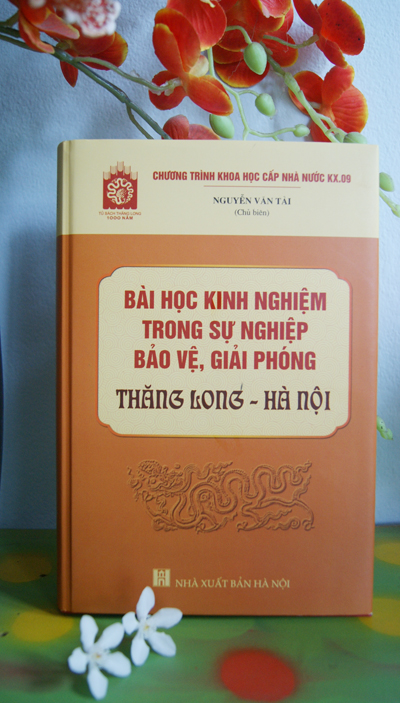 CHƯƠNG TRÌNH KHOA HỌC CẤP NHÀ NƯỚC KX.09
TỦ SÁCH THĂNG LONG
1000 NĂM
NGUYỄN VĂN TÀI
(Chủ biên)
BÀI HỌC KINH NGHIỆM
TRONG SỰ NGHIỆP
BẢO VỆ, GIẢI PHÓNG
THĂNG LONG - HÀ NỘI
NHÀ XUẤT BẢN HÀ NỘI